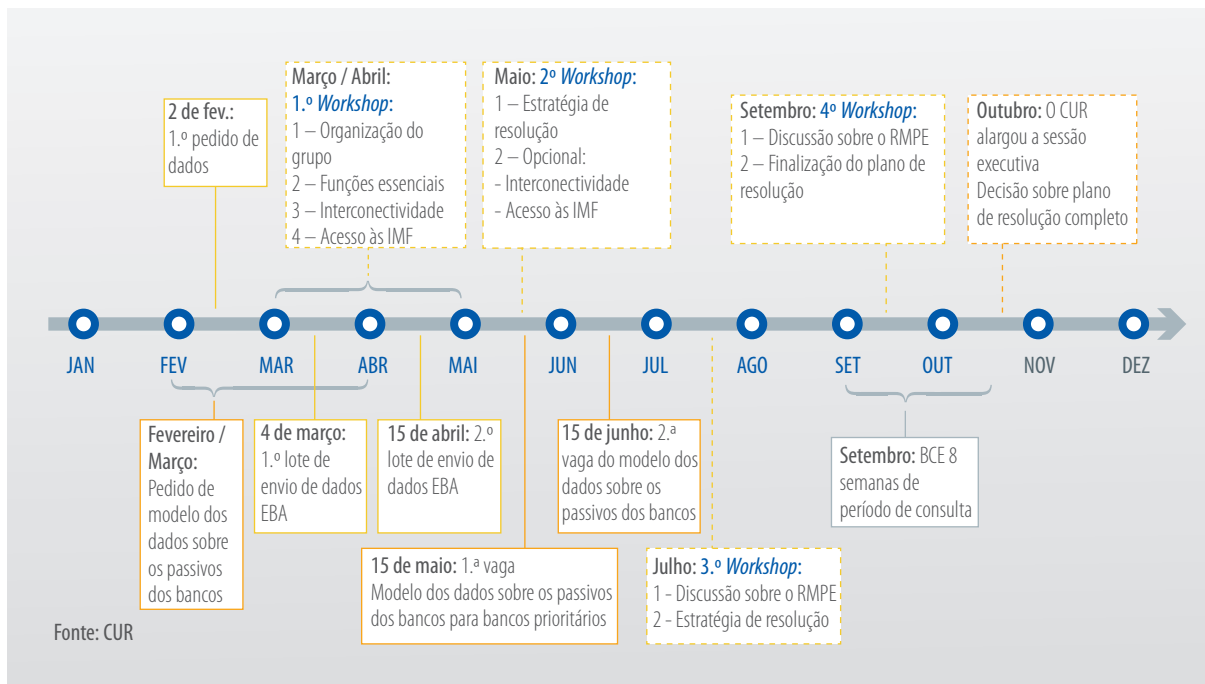 2 de fev.:
1.º pedido de
dados
Março / Abril:
1.º Workshop:
1 – Organização do
grupo
2 – Funções essenciais
3 – Interconectividade
4 – Acesso às IMF
Maio: 2º Workshop:
1 – Estratégia de
resolução
2 – Opcional:
- Interconectividade
- Acesso às IMF
Setembro: 4º Workshop:
1 – Discussão sobre o RMPE
2 – Finalização do plano de
resolução
Outubro: O CUR
alargou a sessão
executiva
Decisão sobre plano
de resolução completo
JAN FEV MAR ABR MAI JUN JUL AGO SET OUT NOV DEZ
Fevereiro /
Março:
Pedido de
modelo dos
dados sobre
os passivos
dos bancos
4 de março:
1.º lote de
envio de dados
EBA
15 de abril: 2.º
lote de envio de
dados EBA
15 de junho: 2.ª
vaga do modelo dos
dados sobre os
passivos dos bancos
Setembro: BCE 8
semanas de
período de consulta
15 de maio: 1.ª vaga
Modelo dos dados sobre os passivos
dos bancos para bancos prioritários
Julho: 3.º Workshop:
1 - Discussão sobre o RMPE
2 - Estratégia de resolução
Fonte: CUR